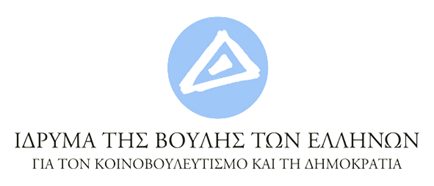 ΙΔΡΥΜΑ ΤΗΣ ΒΟΥΛΗΣ ΤΩΝ ΕΛΛΗΝΩΝ
ΓΙΑ ΤΟΝ ΚΟΙΝΟΒΟΥΛΕΥΤΙΣΜΟ ΚΑΙ ΤΗ ΔΗΜΟΚΡΑΤΙΑ